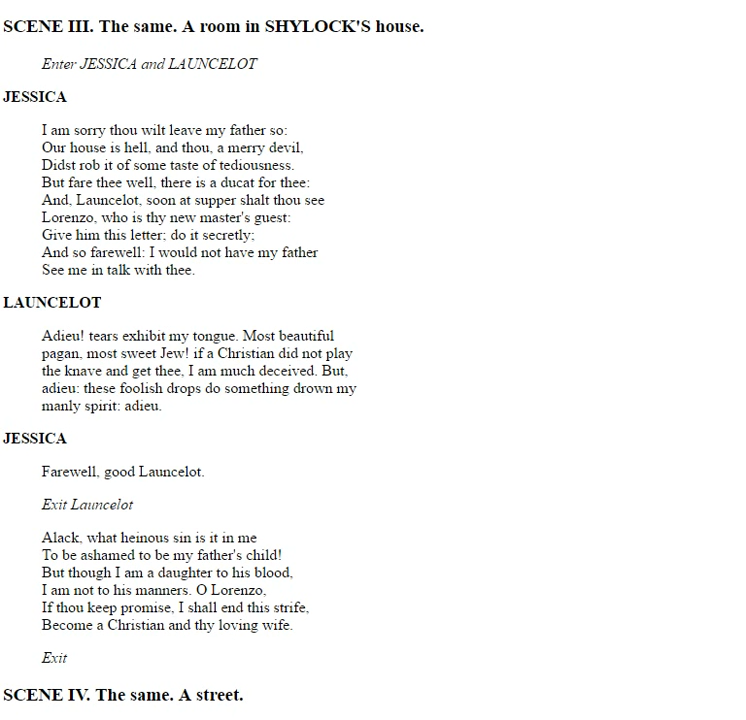 SCENE III. The same. A room in SHYLOCK'S house.
Enter JESSICA and LAUNCELOT
JESSICA
I am sorry thou wilt leave my father so:
Our house is hell, and thou, a merry devil,
Didst rob it of some taste of tediousness.
But fare thee well, there is a ducat for thee:
And, Launcelot, soon at supper shalt thou see
Lorenzo, who is thy new master's guest:
Give him this letter; do it secretly;
And so farewell: I would not have my father
See me in talk with thee.
LAUNCELOT
Adieu! tears exhibit my tongue. Most beautiful
pagan, most sweet Jew! if a Christian did not play
the knave and get thee, I am much deceived. But,
adieu: these foolish drops do something drown my
manly spirit: adieu.
JESSICA
Farewell, good Launcelot.
Exit Launcelot
Alack, what heinous sin is it in me
To be ashamed to be my father's child!
But though I am a daughter to his blood,
I am not to his manners. O Lorenzo,
If thou keep promise, I shall end this strife,
Become a Christian and thy loving wife.
Exit
SCENE IV. The same. A street.